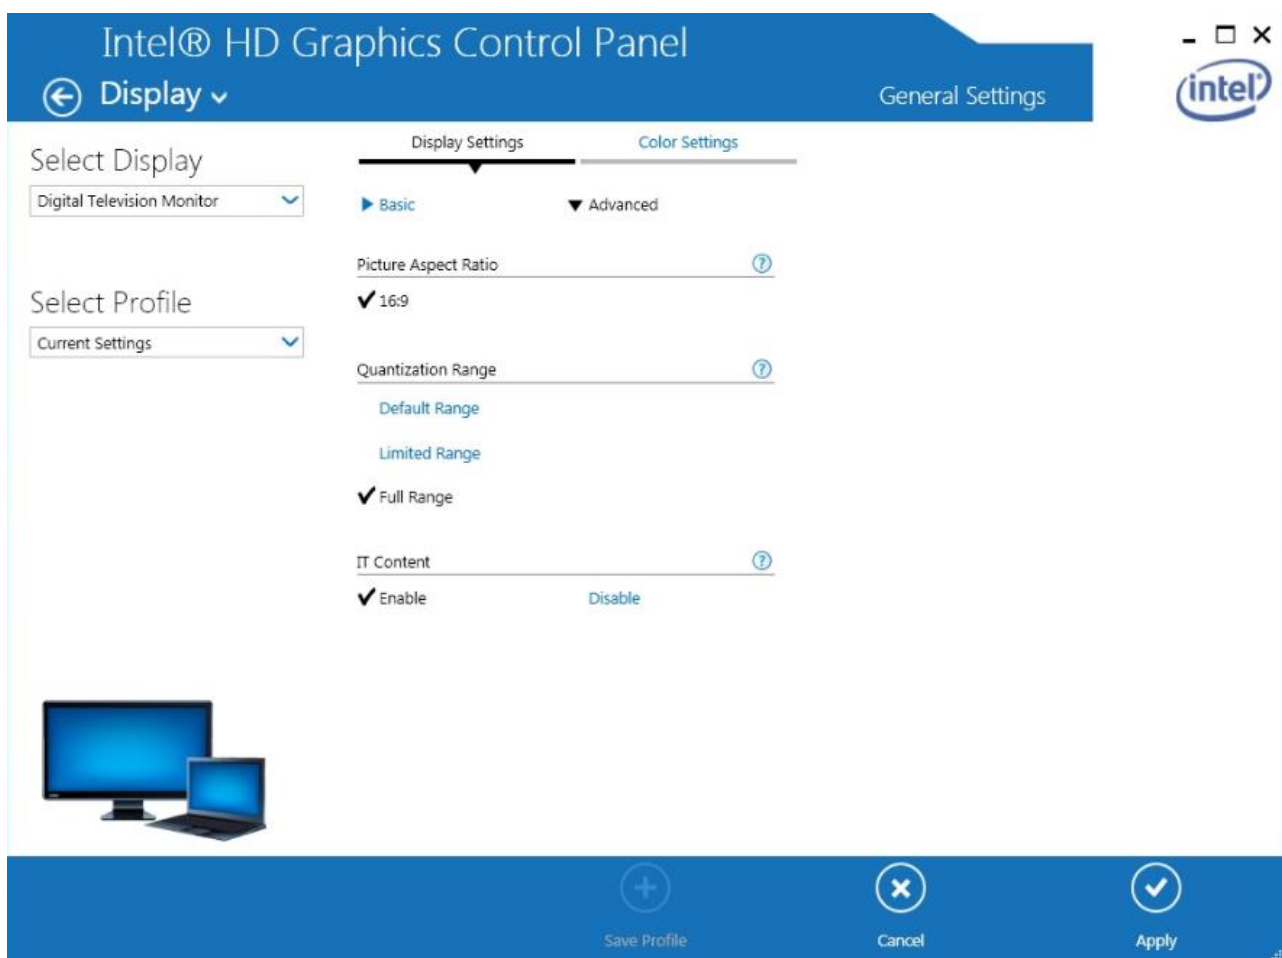 Intel® HD Graphics Control Panel
Display
General Settings
intel
Select Display
Digital Television Monitor
Select Profile
Current Settings
Display Settings
Color Settings
Basic
Advanced
Picture Aspect Ratio
?
16:9
Quantization Range
?
Default Range
Limited Range
Full Range
IT Content
?
Enable
Disable
Save Profile
Cancel
Apply